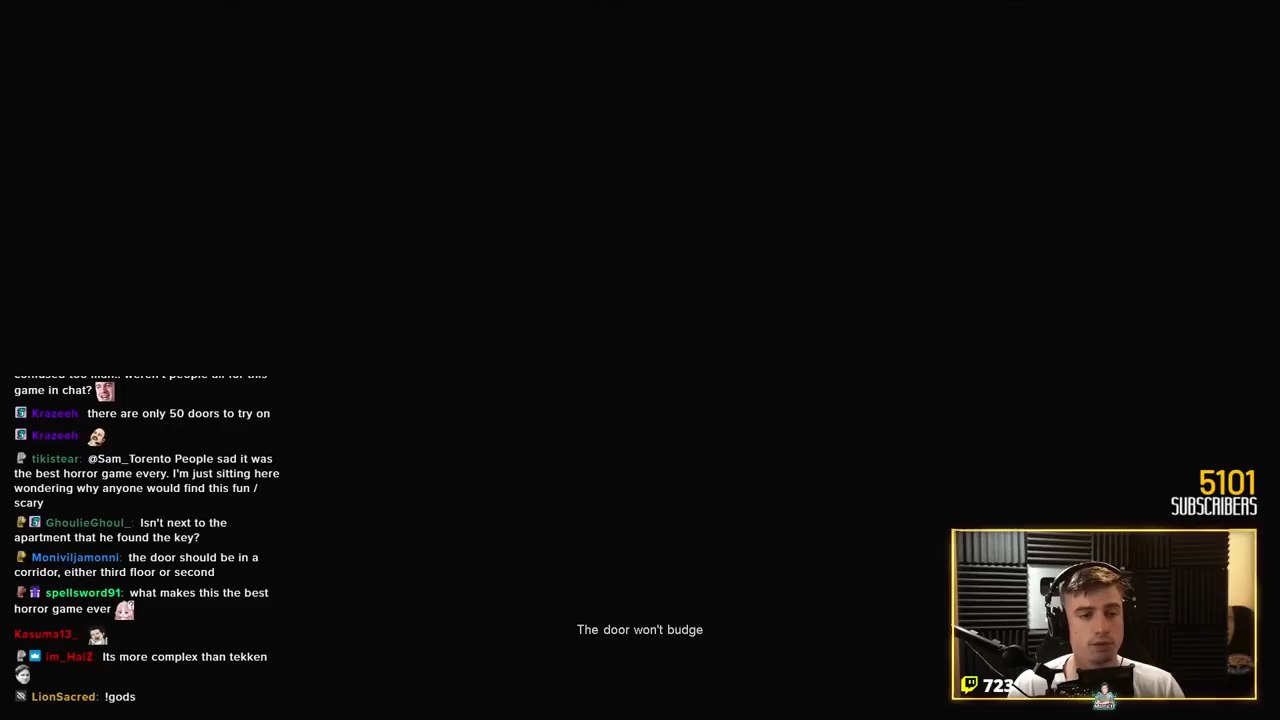 game in chat?
Krazeeh there are only 50 doors to try on
Krazeeh
tikistear: @Sam_Torento People sad it was
the best horror game every. I'm just sitting here
wondering why anyone would find this fun /
scary
GhoulieGhoul_: Isn't next to the
apartment that he found the key?
Moniviljamonni: the door should be in a
corridor, either third floor or second
spellsword91: what makes this the best
horror game ever
Kasuma13_
im_HaiZ Its more complex than tekken
LionSacred: !gods
The door won't budge
5101
SUBSCRIBERS
723